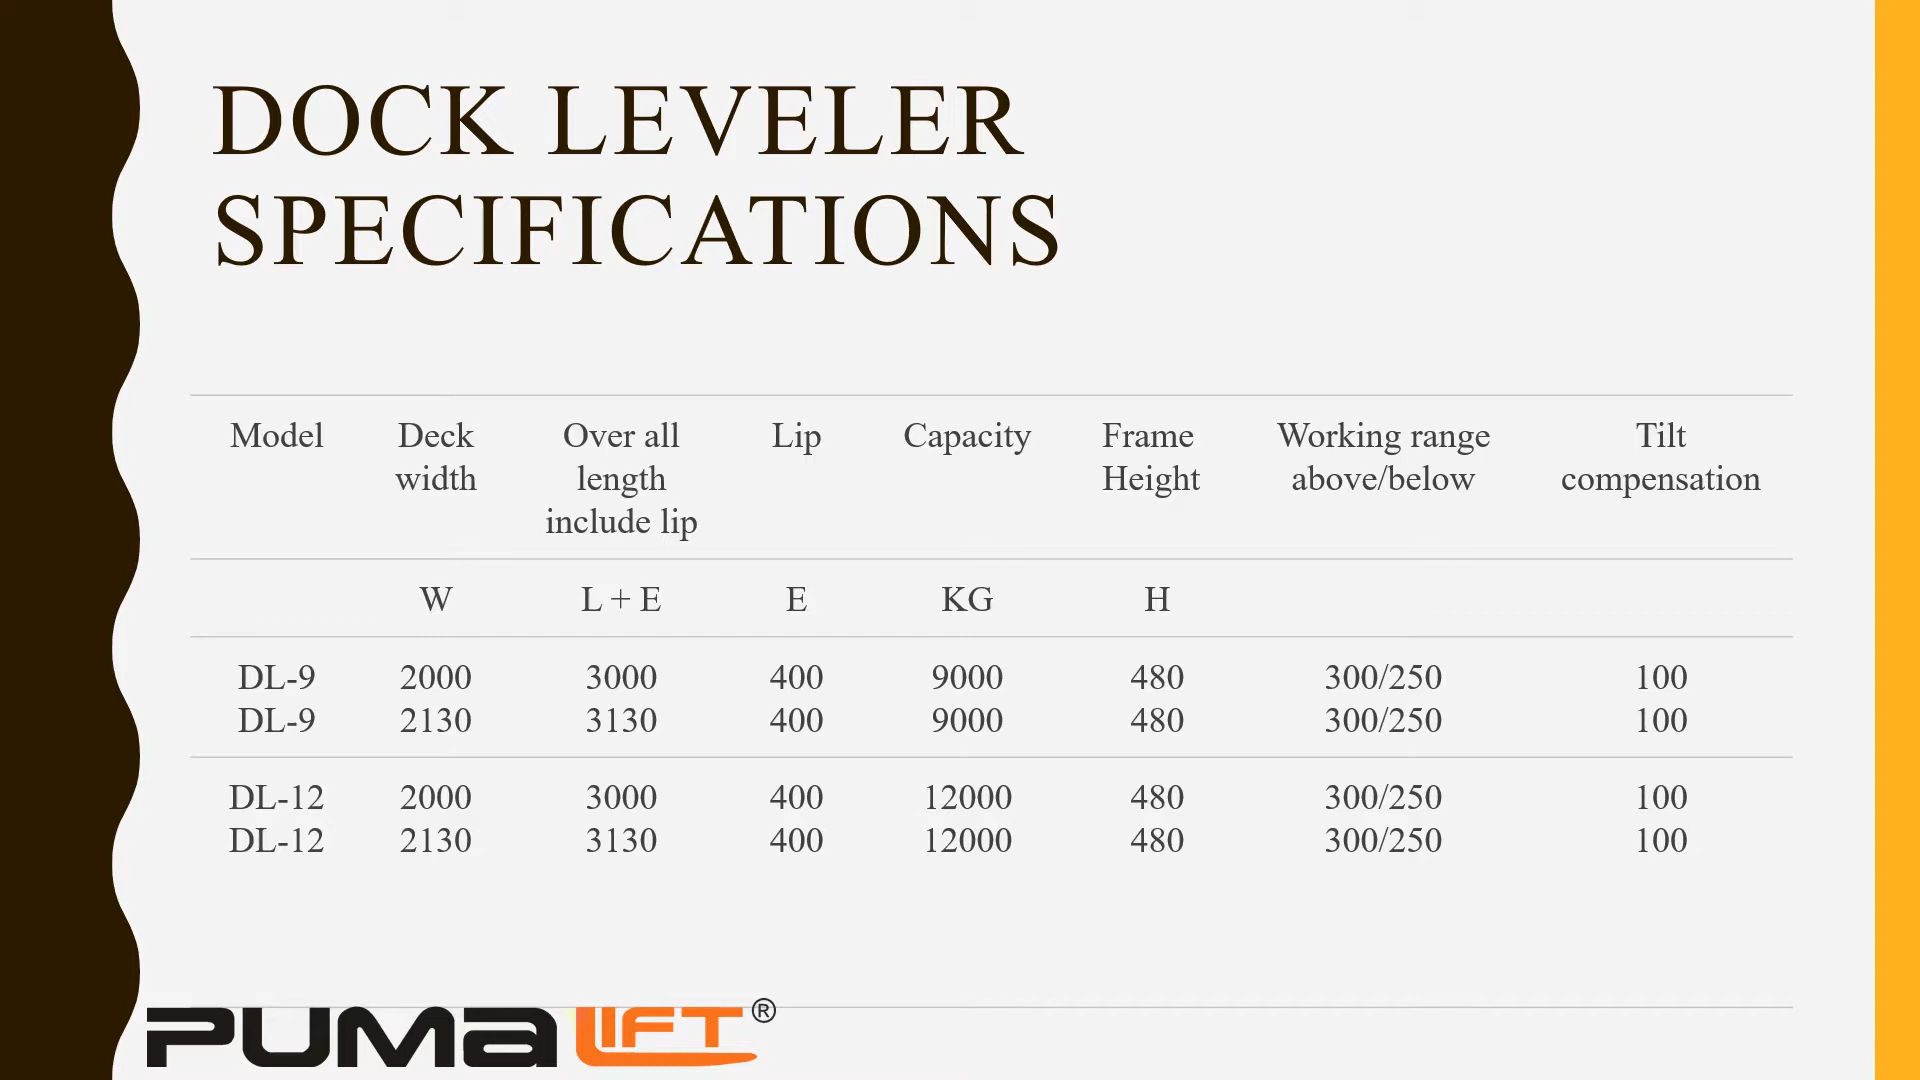 DOCK LEVELER
SPECIFICATIONS
Model Deck width Over all length include lip Lip Capacity Frame Height Working range above/below Tilt compensation
W L + E E KG H
DL-9 2000 3000 400 9000 480 300/250 100
DL-9 2130 3130 400 9000 480 300/250 100
DL-12 2000 3000 400 12000 480 300/250 100
DL-12 2130 3130 400 12000 480 300/250 100
PUMA LIFT®